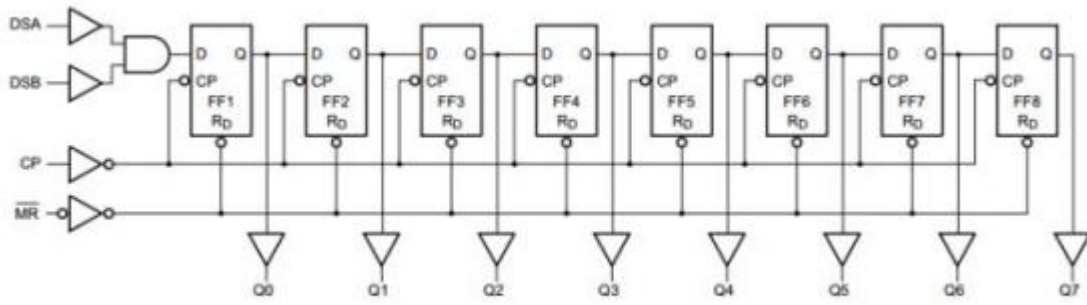 DSA
DSB
CP
M̅R̅
D Q
CP
FF1
RD
D Q
CP
FF2
RD
D Q
CP
FF3
RD
D Q
CP
FF4
RD
D Q
CP
FF5
RD
D Q
CP
FF6
RD
D Q
CP
FF7
RD
D Q
CP
FF8
RD
Q0 Q1 Q2 Q3 Q4 Q5 Q6 Q7